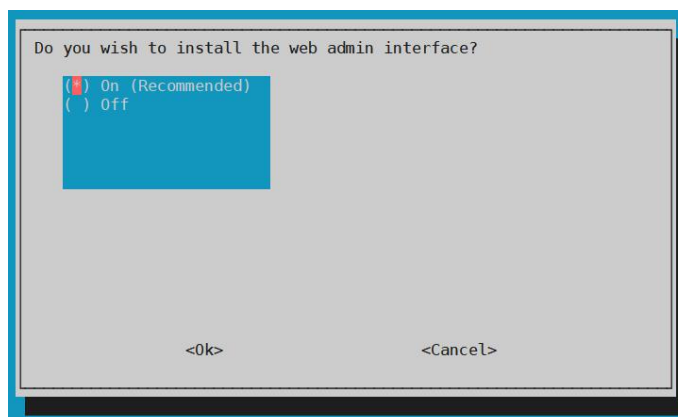 Do you wish to install the web admin interface?
(*) On (Recommended)
( ) Off
<Ok> <Cancel>